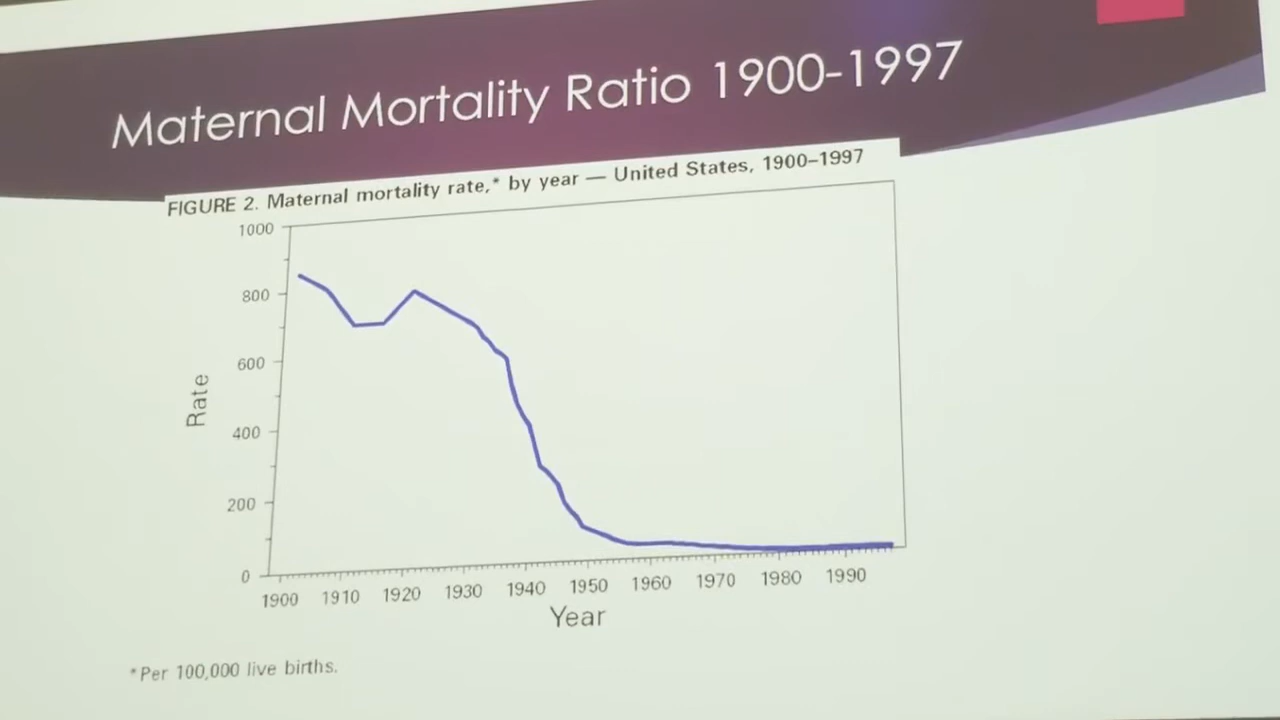 Maternal Mortality Ratio 1900-1997
FIGURE 2. Maternal mortality rate,* by year — United States, 1900–1997
1000
800
600
400
200
0
Rate
1900 1910 1920 1930 1940 1950 1960 1970 1980 1990
Year
*Per 100,000 live births.